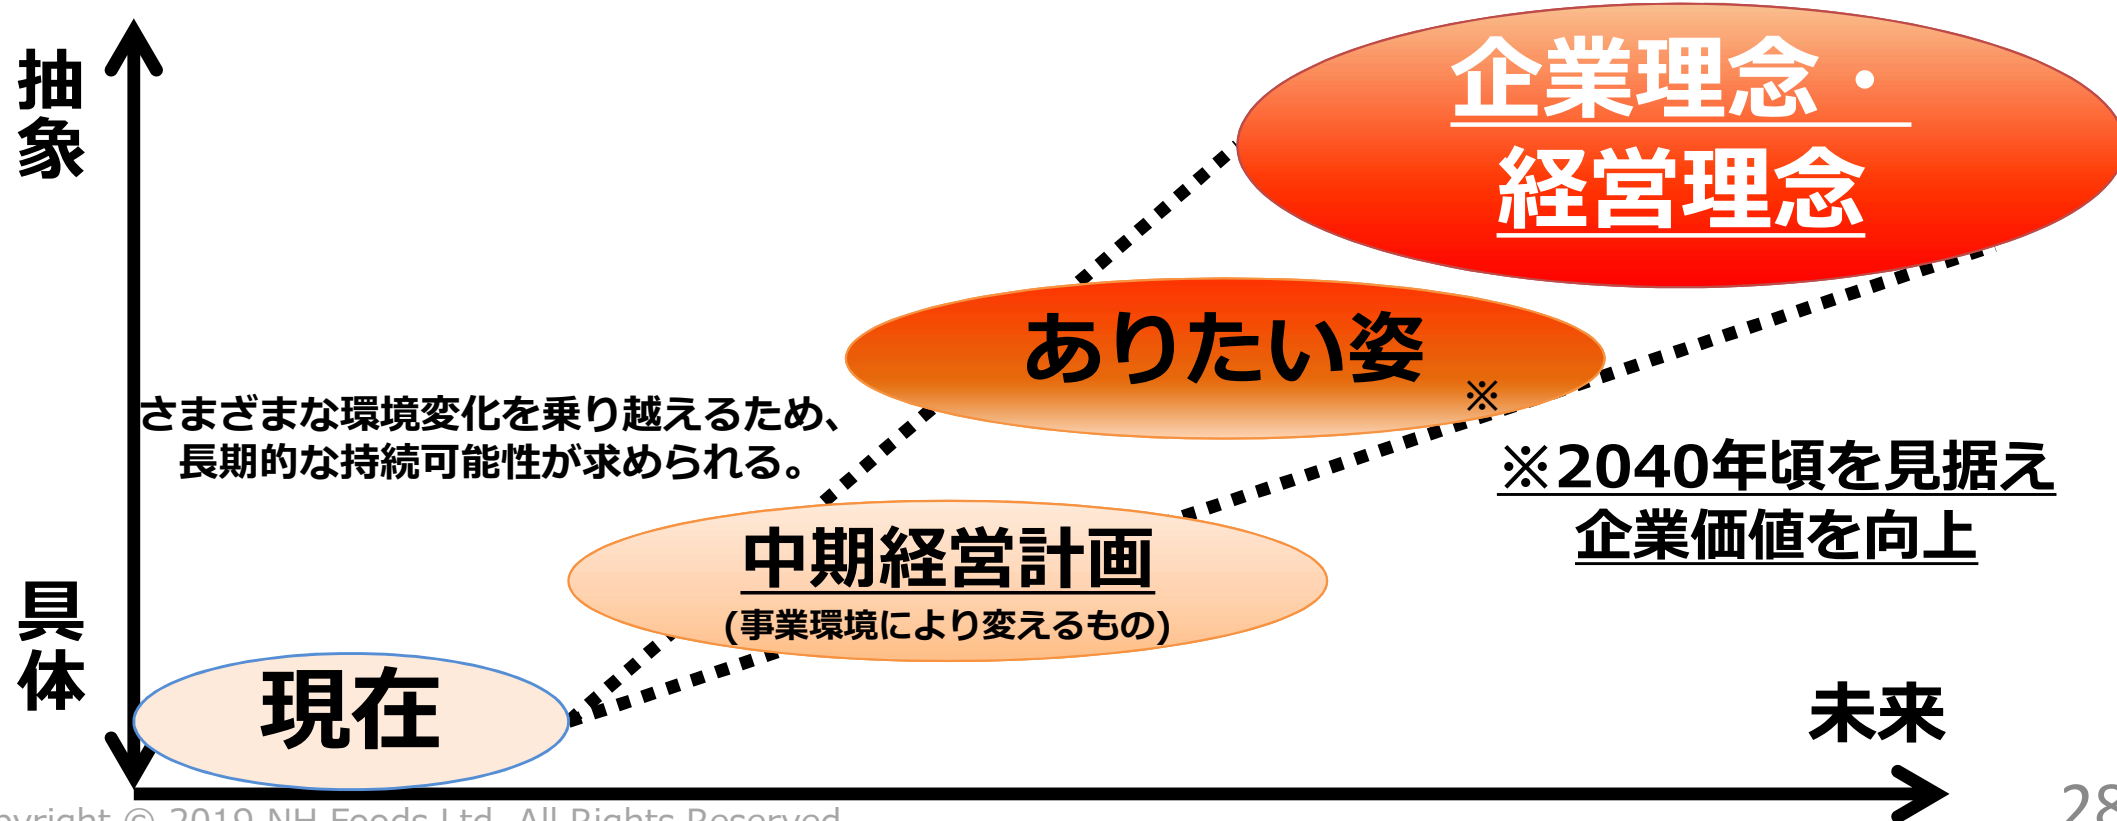 抽象
企業理念・
経営理念
ありたい姿
※
さまざまな環境変化を乗り越えるため、
長期的な持続可能性が求められる。
※2040年頃を見据え
企業価値を向上
中期経営計画
(事業環境により変えるもの)
具体
現在
未来
pyright © 2019 NH Foods Ltd. All Rights Reserved
28